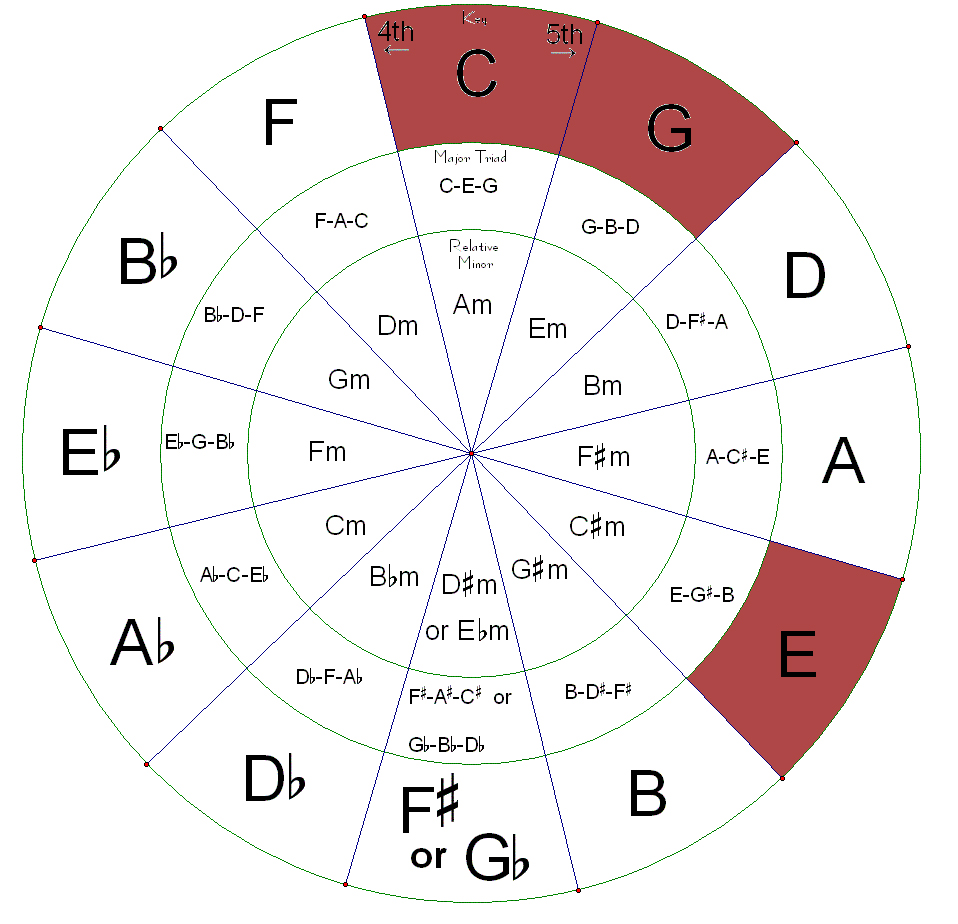 Key
4th
←
5th
→
C
G
D
A
E
B
F♯
or G♭
D♭
A♭
E♭
B♭
F
Major Triad
C-E-G
G-B-D
D-F♯-A
A-C♯-E
E-G♯-B
B-D♯-F♯
F♯-A♯-C♯ or
G♭-B♭-D♭
D♭-F-A♭
A♭-C-E♭
E♭-G-B♭
B♭-D-F
F-A-C
Relative
Minor
Am
Em
Bm
F♯m
C♯m
G♯m
D♯m
or E♭m
B♭m
Cm
Fm
Gm
Dm